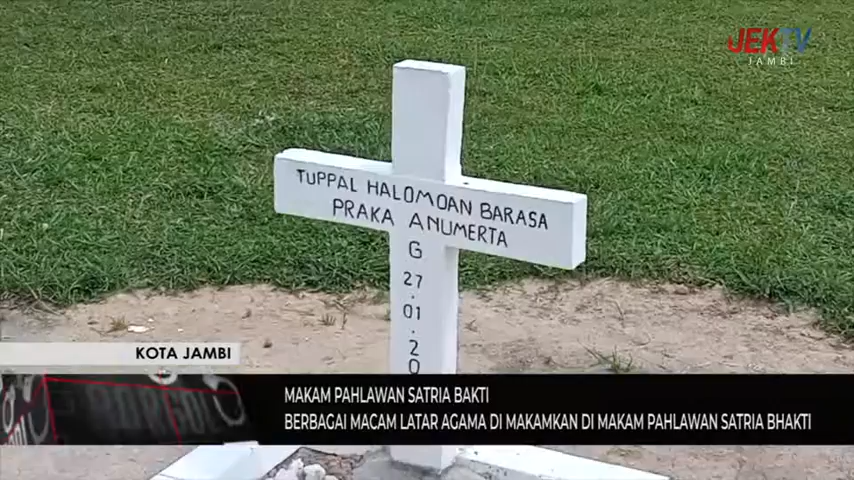 JEKTV
JAMBI
TUPPAL HALOMOAN BARASA
PRAKA ANUMERTA
G
27
01
20
KOTA JAMBI
MAKAM PAHLAWAN SATRIA BAKTI
BERBAGAI MACAM LATAR AGAMA DI MAKAMKAN DI MAKAM PAHLAWAN SATRIA BHAKTI